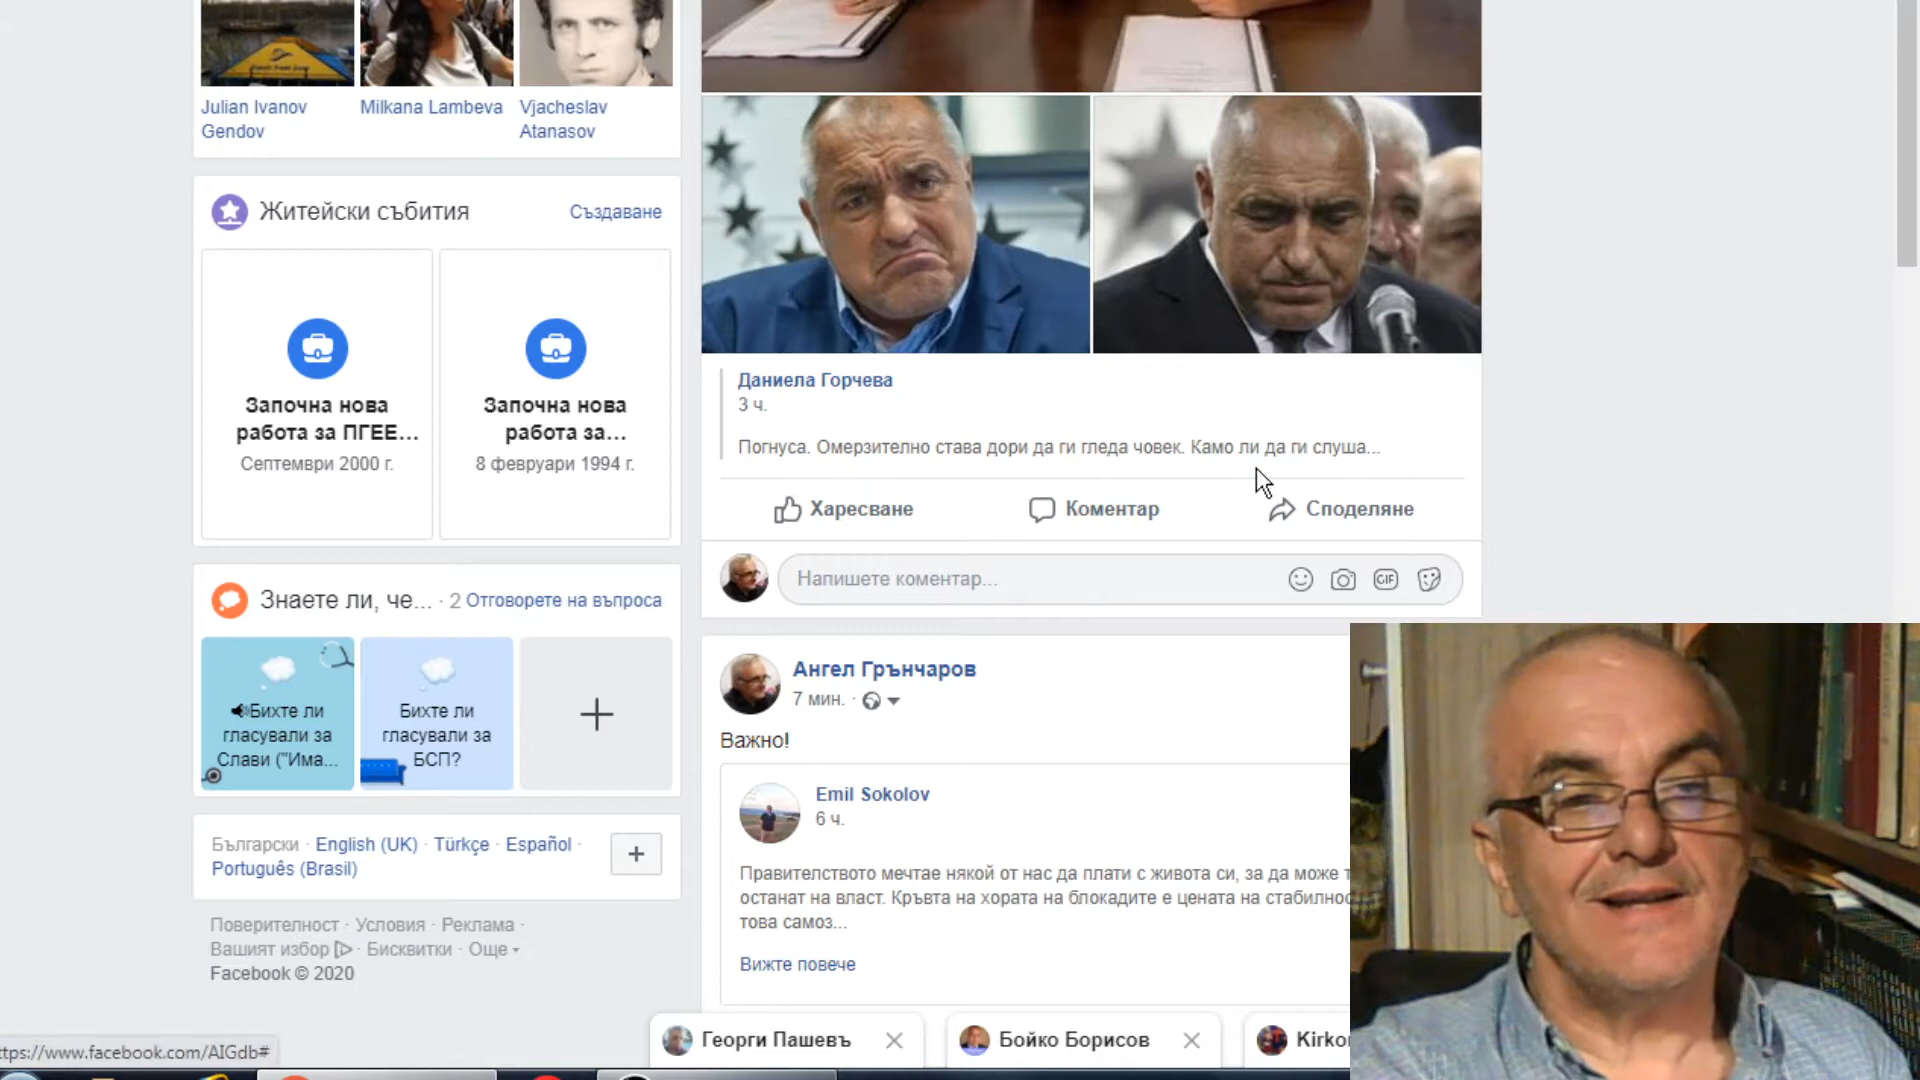 Julian Ivanov
Gendov
Milkana Lambeva
Vjacheslav
Atanasov
Житейски събития
Създаване
Започна нова
работа за ПГЕЕ...
Септември 2000 г.
Започна нова
работа за...
8 февруари 1994 г.
Знаете ли, че... · 2 Отговорете на въпроса
Бихте ли
гласували за
Слави ("Има...
Бихте ли
гласували за
БСП?
Български · English (UK) · Türkçe · Español ·
Português (Brasil)
Поверителност · Условия · Реклама ·
Вашият избор · Бисквитки · Още
Facebook © 2020
Даниела Горчева
3 ч.
Погнуса. Омерзително става дори да ги гледа човек. Камо ли да ги слуша...
Харесване
Коментар
Споделяне
Напишете коментар...
GIF
Ангел Грънчаров
7 мин. ·
Важно!
Emil Sokolov
6 ч.
Правителството мечтае някой от нас да плати с живота си, за да може
останат на власт. Кръвта на хората на блокадите е цената на стабилнос
това самоз...
Вижте повече
Георги Пашевъ
Бойко Борисов
Kirko
ttps://www.facebook.com/AIGdb#